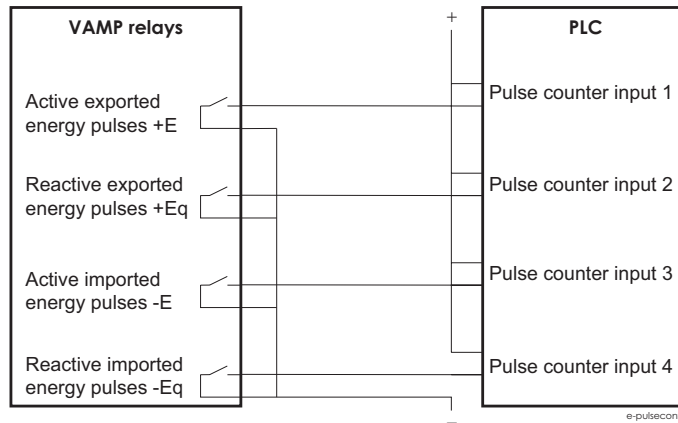 VAMP relays
+
PLC
Active exported
energy pulses +E
Pulse counter input 1
Reactive exported
energy pulses +Eq
Pulse counter input 2
Active imported
energy pulses -E
Pulse counter input 3
Reactive imported
energy pulses -Eq
Pulse counter input 4
–
e-pulsecon